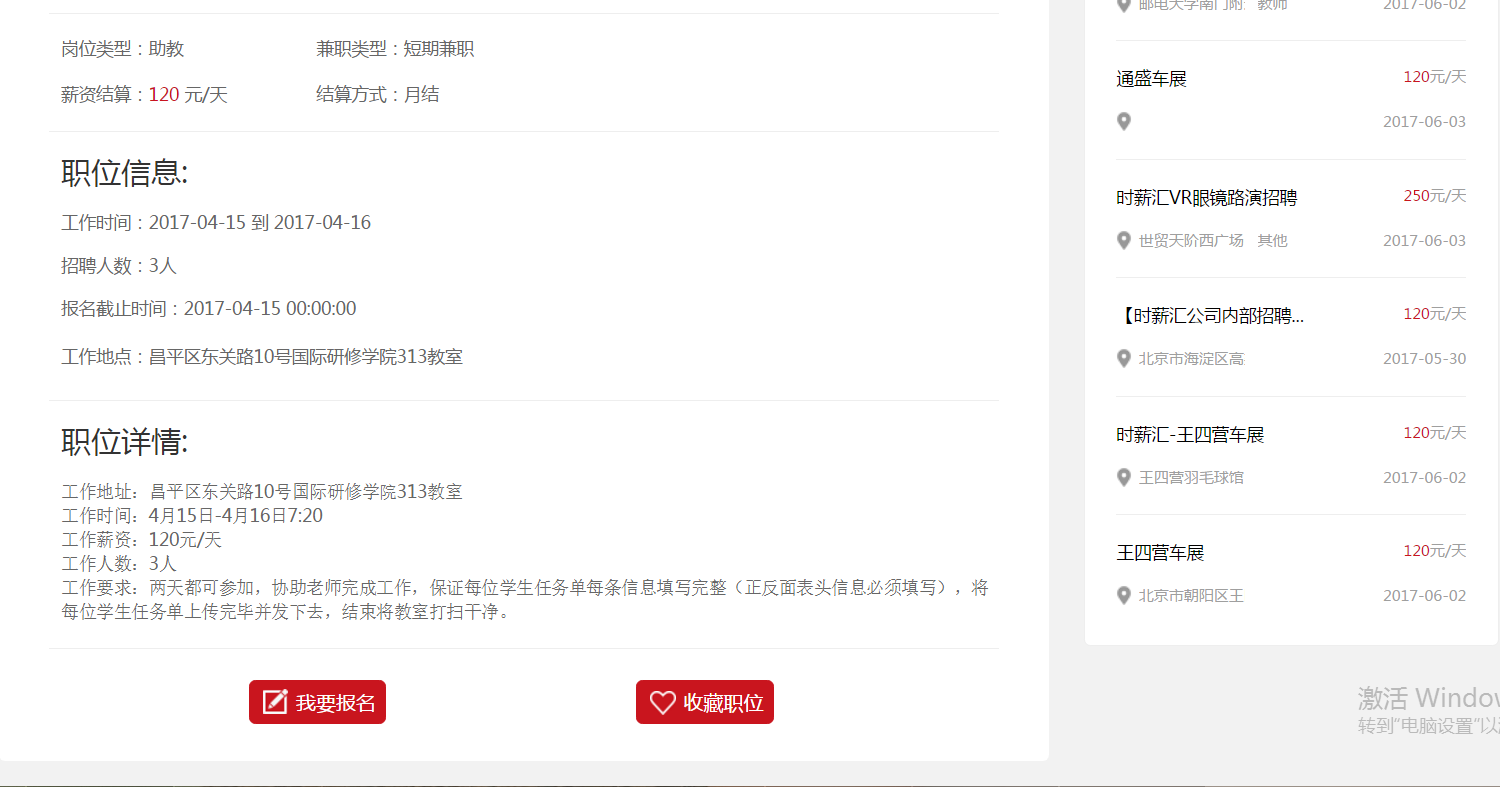 岗位类型：助教
兼职类型：短期兼职
薪资结算：120 元/天
结算方式：月结
职位信息:
工作时间：2017-04-15 到 2017-04-16
招聘人数：3人
报名截止时间：2017-04-15 00:00:00
工作地点：昌平区东关路10号国际研修学院313教室
职位详情:
工作地址：昌平区东关路10号国际研修学院313教室
工作时间：4月15日-4月16日7:20
工作薪资：120元/天
工作人数：3人
工作要求：两天都可参加，协助老师完成工作，保证每位学生任务单每条信息填写完整（正反面表头信息必须填写），将
每位学生任务单上传完毕并发下去，结束将教室打扫干净。
我要报名
收藏职位
邮电大学南门附 教师
2017-06-02
通盛车展
120元/天
2017-06-03
时薪汇VR眼镜路演招聘
250元/天
世贸天阶西广场 其他
2017-06-03
【时薪汇公司内部招聘...
120元/天
北京市海淀区高
2017-05-30
时薪汇-王四营车展
120元/天
王四营羽毛球馆
2017-06-02
王四营车展
120元/天
北京市朝阳区王
2017-06-02
激活 Window
转到“电脑设置”以